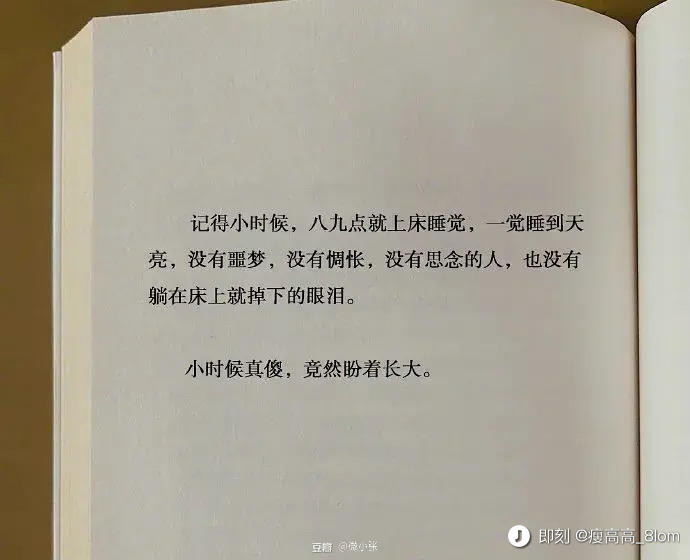 记得小时候，八九点就上床睡觉，一觉睡到天
亮，没有噩梦，没有惆怅，没有思念的人，也没有
躺在床上就掉下的眼泪。
小时候真傻，竟然盼着长大。
豆瓣 @微小张
即刻 @瘦高高_8lom